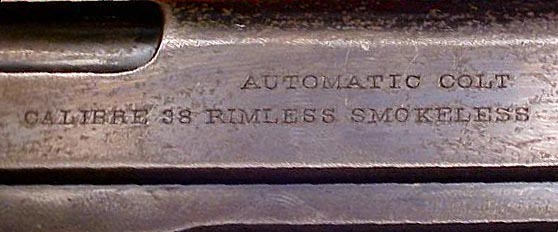 AUTOMATIC COLT
CALIBRE 38 RIMLESS SMOKELESS